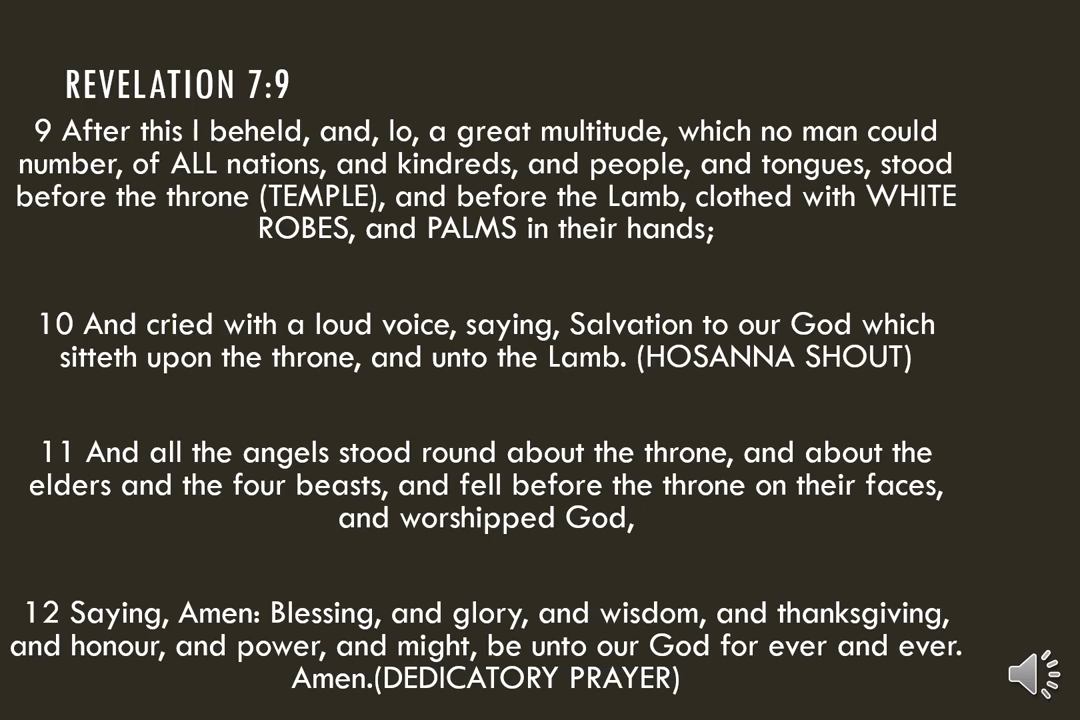 REVELATION 7:9
9 After this I beheld, and, lo, a great multitude, which no man could
number, of ALL nations, and kindreds, and people, and tongues, stood
before the throne (TEMPLE), and before the Lamb, clothed with WHITE
ROBES, and PALMS in their hands;
10 And cried with a loud voice, saying, Salvation to our God which
sitteth upon the throne, and unto the Lamb. (HOSANNA SHOUT)
11 And all the angels stood round about the throne, and about the
elders and the four beasts, and fell before the throne on their faces,
and worshipped God,
12 Saying, Amen: Blessing, and glory, and wisdom, and thanksgiving,
and honour, and power, and might, be unto our God for ever and ever.
Amen.(DEDICATORY PRAYER)